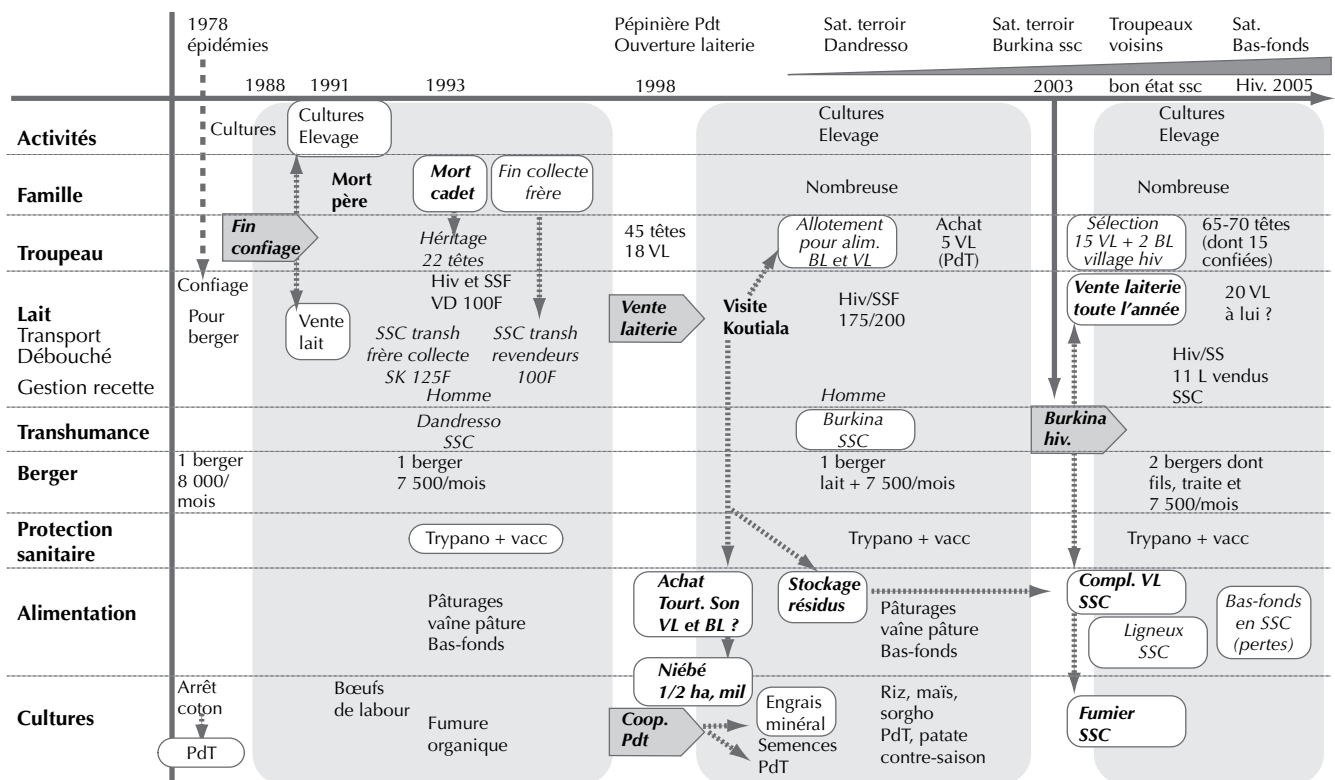 1978
épidémies
Pépinière Pdt
Ouverture laiterie
Sat. terroir
Dandresso
Sat. terroir
Burkina ssc
Troupeaux
voisins
bon état ssc
Sat.
Bas-fonds
Hiv. 2005
1988
1991
1993
1998
2003
Activités
Cultures
Cultures
Elevage
Cultures
Elevage
Cultures
Elevage
Famille
Mort
père
Mort
cadet
Fin collecte
frère
Nombreuse
Nombreuse
Troupeau
Fin
confiage
Héritage
22 têtes
Hiv et SSF
VD 100F
45 têtes
18 VL
Allotement
pour alim.
BL et VL
Achat
5 VL
(PdT)
Sélection
15 VL + 2 BL
village hiv
65-70 têtes
(dont 15
confiées)
Lait
Transport
Débouché
Gestion recette
Confiage
Pour
berger
Vente
lait
SSC transh
frère collecte
SK 125F
Homme
SSC transh
revendeurs
100F
Vente
laiterie
Visite
Koutiala
Hiv/SSF
175/200
Homme
Vente laiterie
toute l’année
20 VL
à lui ?
Hiv/SS
11 L vendus
SSC
Transhumance
Dandresso
SSC
Burkina
SSC
Burkina
hiv.
Berger
1 berger
8 000/
mois
1 berger
7 500/mois
1 berger
lait + 7 500/mois
2 bergers dont
fils, traite et
7 500/mois
Protection
sanitaire
Trypano + vacc
Trypano + vacc
Trypano + vacc
Alimentation
Pâturages
vaîne pâture
Bas-fonds
Achat
Tourt. Son
VL et BL ?
Stockage
résidus
Pâturages
vaîne pâture
Bas-fonds
Compl. VL
SSC
Ligneux
SSC
Bas-fonds
en SSC
(pertes)
Cultures
Arrêt
coton
PdT
Bœufs
de labour
Fumure
organique
Niébé
1/2 ha, mil
Coop.
Pdt
Engrais
minéral
Semences
PdT
Riz, maïs,
sorgho
PdT, patate
contre-saison
Fumier
SSC